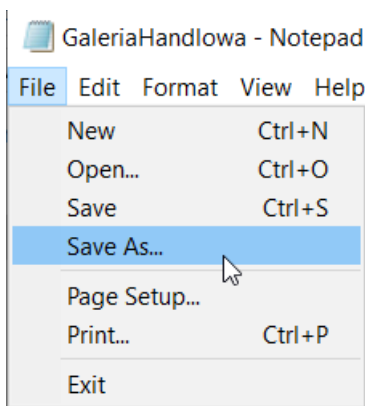 GaleriaHandlowa - Notepad
File Edit Format View Help
New Ctrl+N
Open... Ctrl+O
Save Ctrl+S
Save As...
Page Setup...
Print... Ctrl+P
Exit